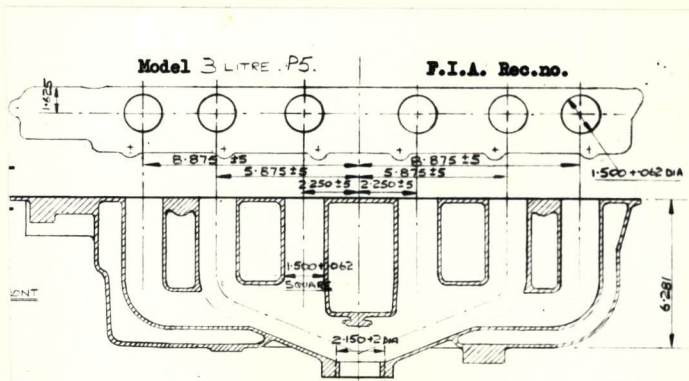 Model 3 LITRE P5.
F.I.A. Rec.no.
1·625
8·875 ±5
8·875 ±5
5·875 ±5
5·875 ±5
2·250 ±5
2·250 ±5
1·500 +·062 DIA
1·500 +·062
SQUARE
6·281
2·150 +2 DIA